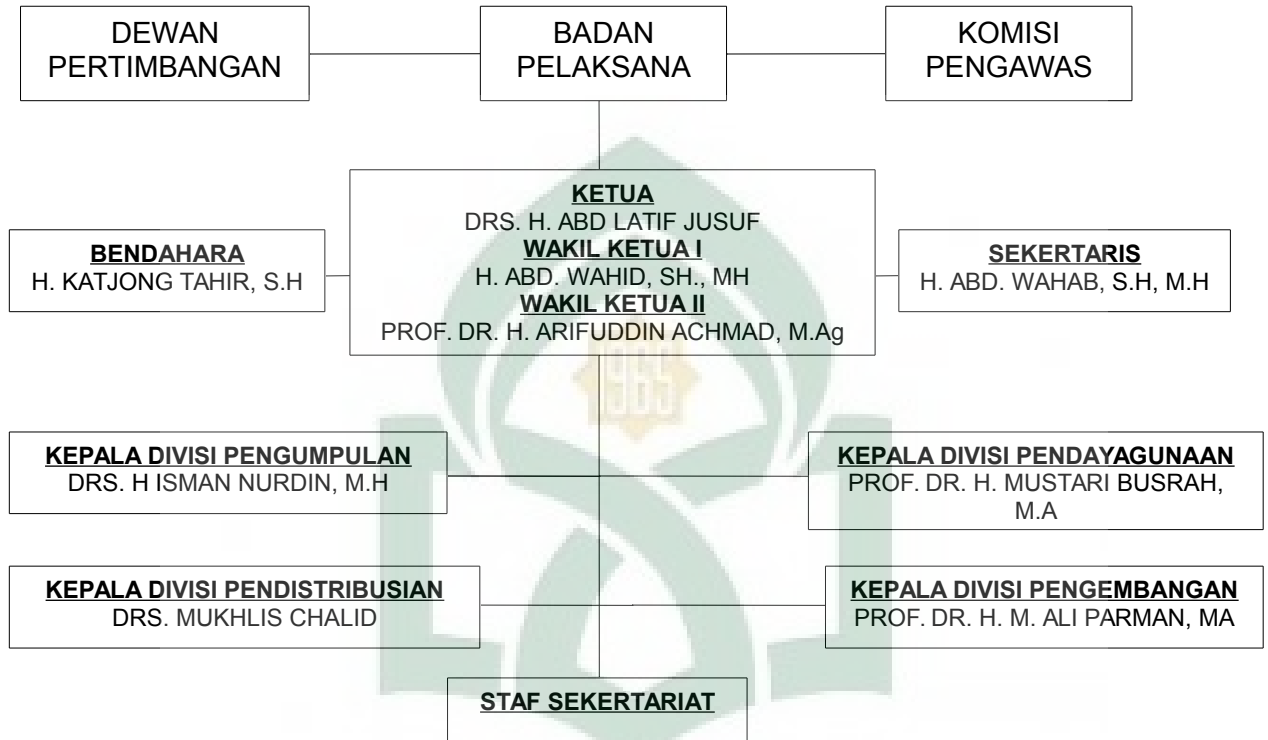 DEWAN
PERTIMBANGAN
BADAN
PELAKSANA
KOMISI
PENGAWAS
KETUA
DRS. H. ABD LATIF JUSUF
WAKIL KETUA I
H. ABD. WAHID, SH., MH
WAKIL KETUA II
PROF. DR. H. ARIFUDDIN ACHMAD, M.Ag
BENDAHARA
H. KATJONG TAHIR, S.H
SEKERTARIS
H. ABD. WAHAB, S.H, M.H
1965
KEPALA DIVISI PENGUMPULAN
DRS. H ISMAN NURDIN, M.H
KEPALA DIVISI PENDAYAGUNAAN
PROF. DR. H. MUSTARI BUSRAH,
M.A
KEPALA DIVISI PENDISTRIBUSIAN
DRS. MUKHLIS CHALID
KEPALA DIVISI PENGEMBANGAN
PROF. DR. H. M. ALI PARMAN, MA
STAF SEKERTARIAT